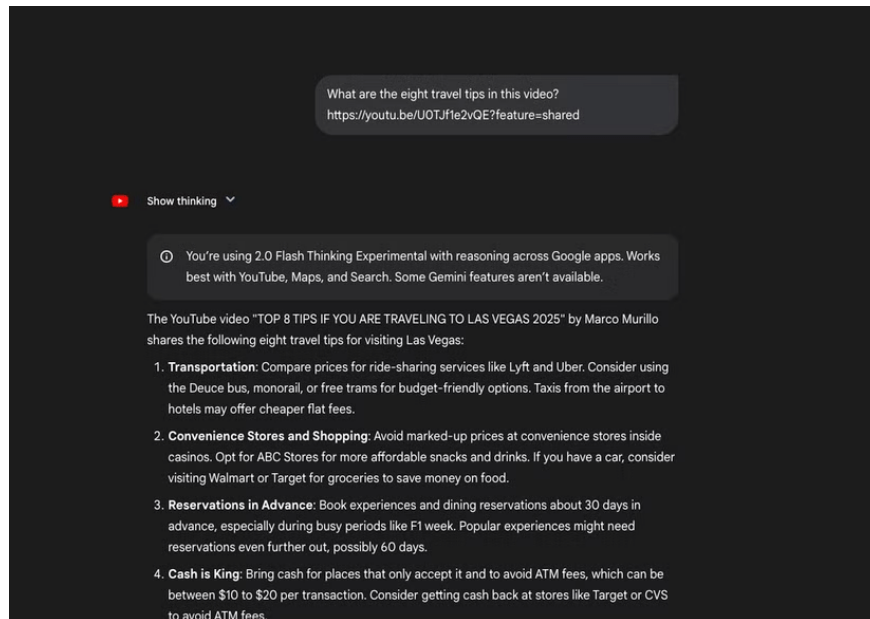 What are the eight travel tips in this video?
https://youtu.be/U0TJf1e2vQE?feature=shared
Show thinking
You're using 2.0 Flash Thinking Experimental with reasoning across Google apps. Works
best with YouTube, Maps, and Search. Some Gemini features aren't available.
The YouTube video "TOP 8 TIPS IF YOU ARE TRAVELING TO LAS VEGAS 2025" by Marco Murillo
shares the following eight travel tips for visiting Las Vegas:
1. Transportation: Compare prices for ride-sharing services like Lyft and Uber. Consider using
the Deuce bus, monorail, or free trams for budget-friendly options. Taxis from the airport to
hotels may offer cheaper flat fees.
2. Convenience Stores and Shopping: Avoid marked-up prices at convenience stores inside
casinos. Opt for ABC Stores for more affordable snacks and drinks. If you have a car, consider
visiting Walmart or Target for groceries to save money on food.
3. Reservations in Advance: Book experiences and dining reservations about 30 days in
advance, especially during busy periods like F1 week. Popular experiences might need
reservations even further out, possibly 60 days.
4. Cash is King: Bring cash for places that only accept it and to avoid ATM fees, which can be
between $10 to $20 per transaction. Consider getting cash back at stores like Target or CVS
to avoid ATM fees.